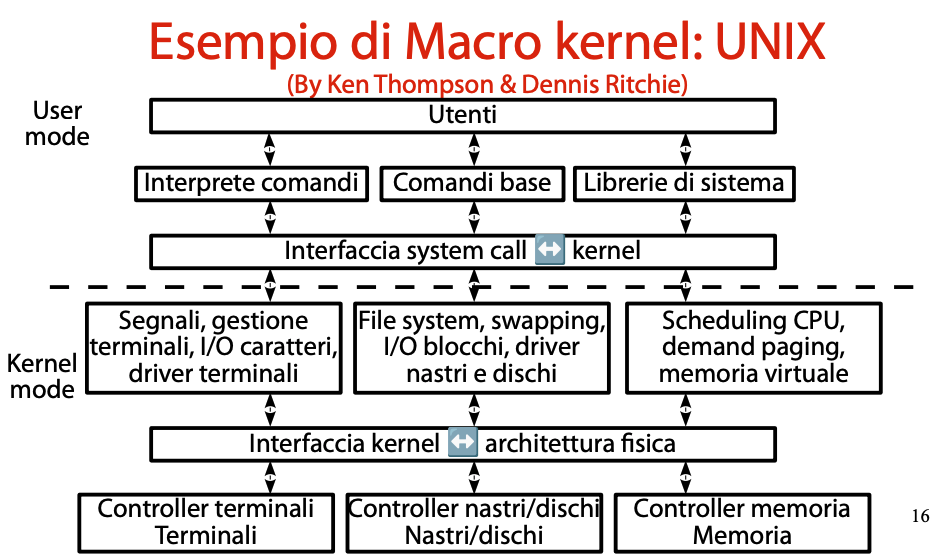 Esempio di Macro kernel: UNIX
(By Ken Thompson & Dennis Ritchie)
User
mode
Utenti
Interprete comandi
Comandi base
Librerie di sistema
Interfaccia system call ↔️ kernel
Kernel
mode
Segnali, gestione
terminali, I/O caratteri,
driver terminali
File system, swapping,
I/O blocchi, driver
nastri e dischi
Scheduling CPU,
demand paging,
memoria virtuale
Interfaccia kernel ↔️ architettura fisica
Controller terminali
Terminali
Controller nastri/dischi
Nastri/dischi
Controller memoria
Memoria
16